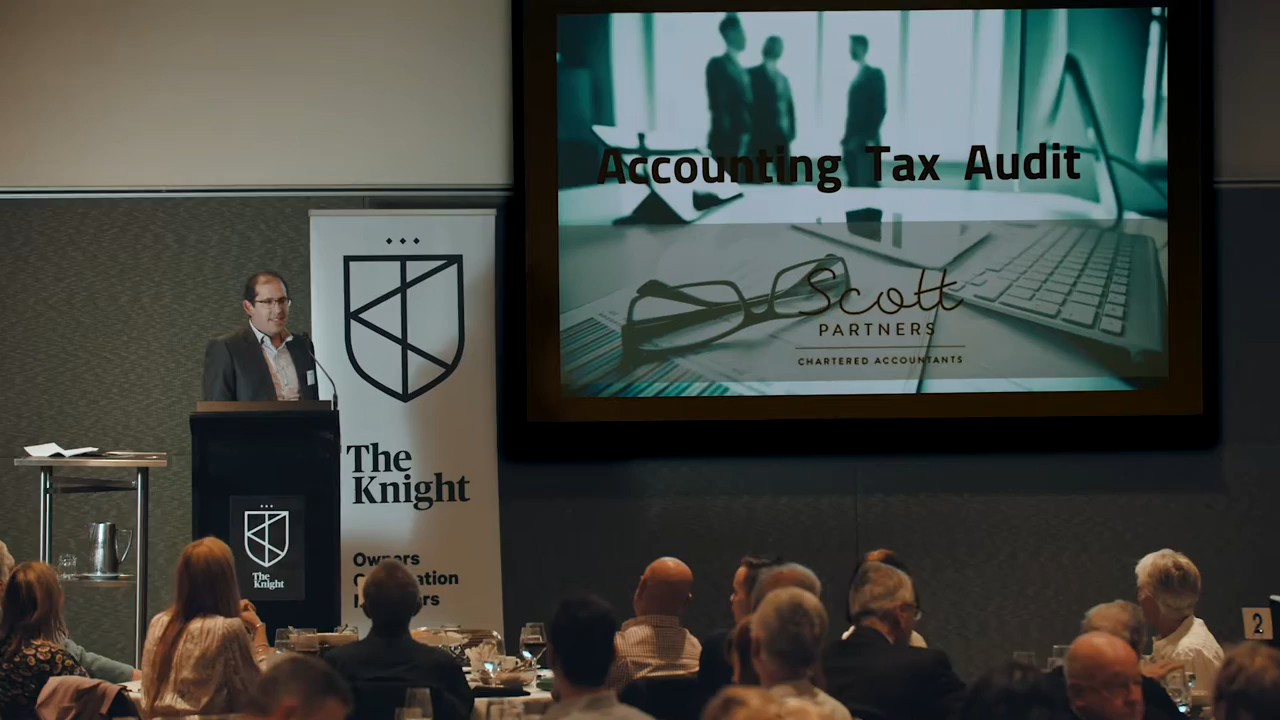 Accounting Tax Audit
Scott
PARTNERS
CHARTERED ACCOUNTANTS
The
Knight
Owners
The
Knight
2